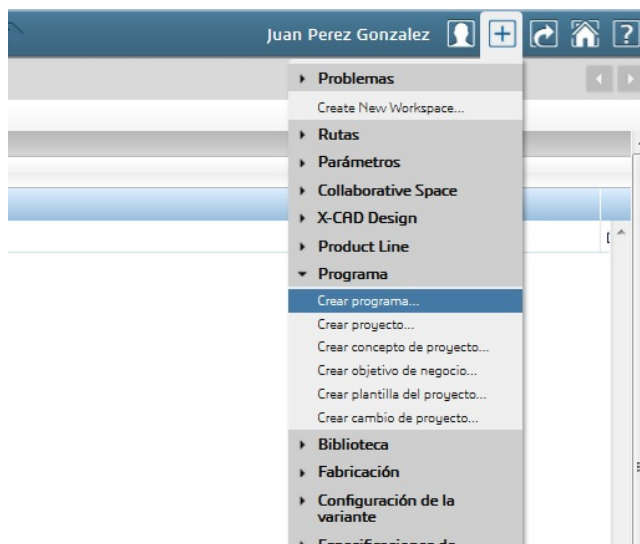 Juan Perez Gonzalez
Problemas
Create New Workspace...
Rutas
Parámetros
Collaborative Space
X-CAD Design
Product Line
Programa
Crear programa...
Crear proyecto...
Crear concepto de proyecto...
Crear objetivo de negocio...
Crear plantilla del proyecto...
Crear cambio de proyecto...
Biblioteca
Fabricación
Configuración de la
variante
Especificaciones de